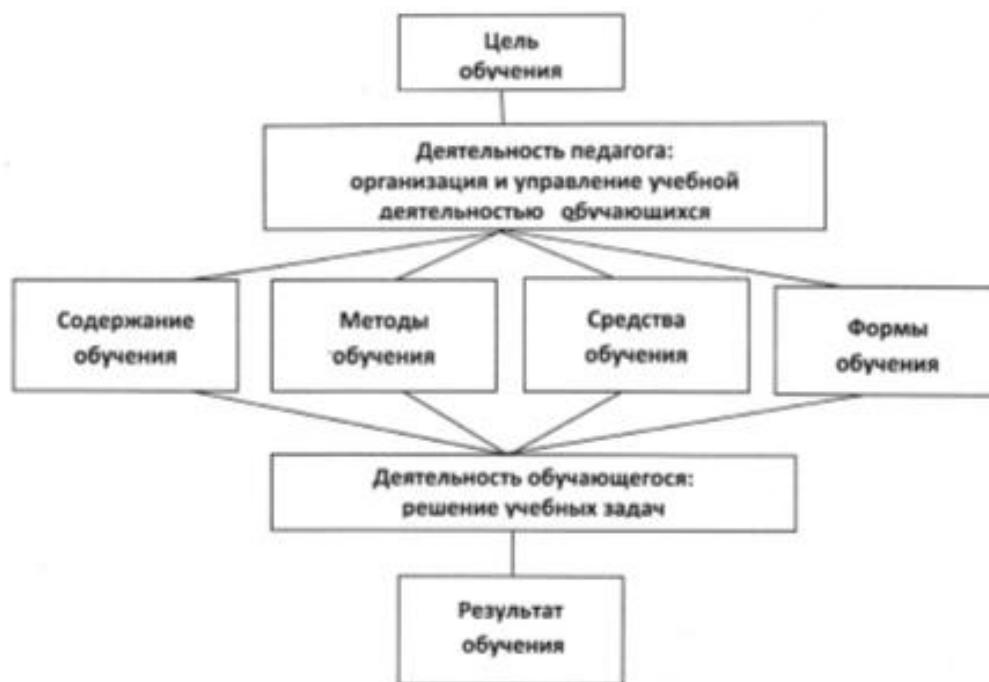 Цель
обучения
Деятельность педагога:
организация и управление учебной
деятельностью обучающихся
Содержание
обучения
Методы
обучения
Средства
обучения
Формы
обучения
Деятельность обучающегося:
решение учебных задач
Результат
обучения